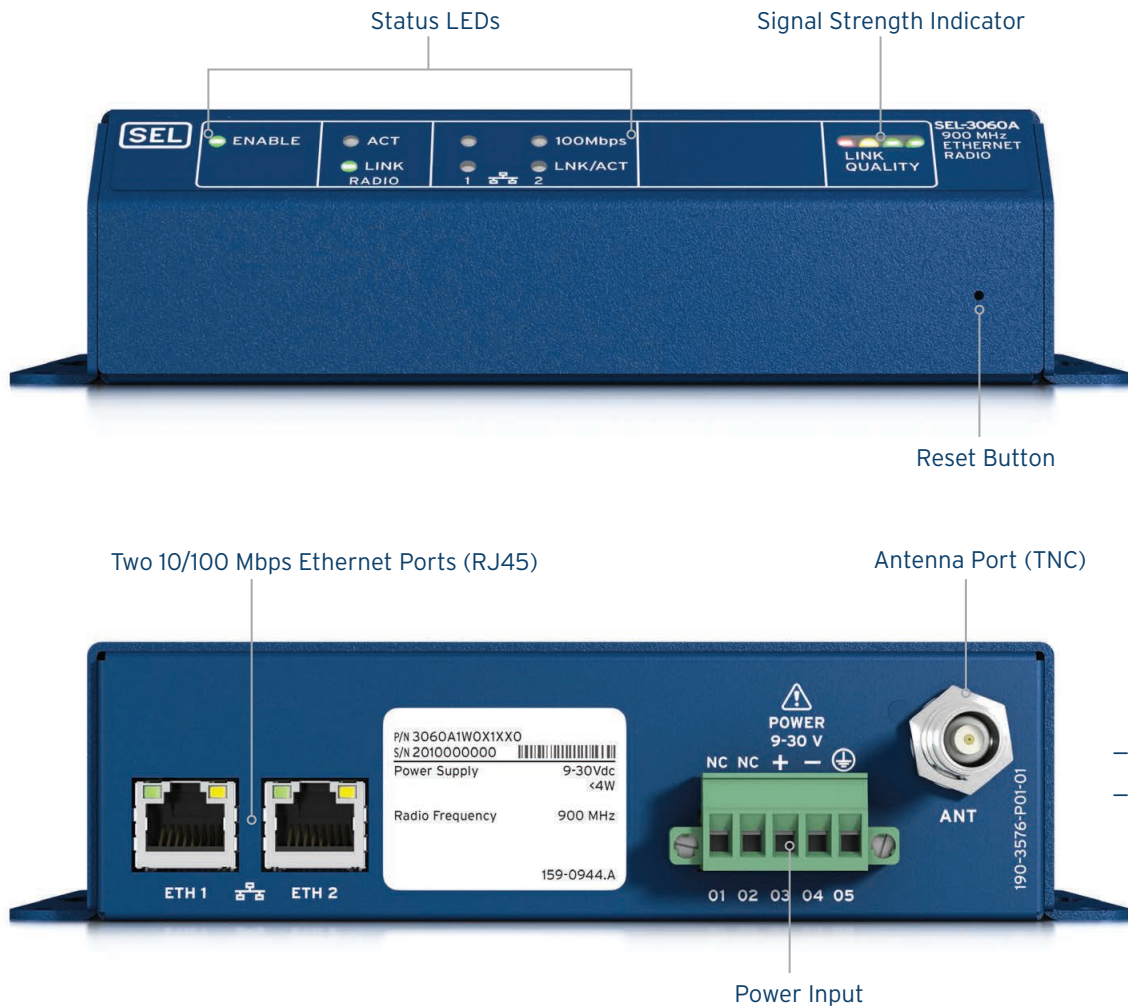 Status LEDs
Signal Strength Indicator
SEL
ENABLE
ACT
LINK
RADIO
100Mbps
LNK/ACT
1 2
LINK
QUALITY
SEL-3060A
900 MHz
ETHERNET
RADIO
Reset Button
Two 10/100 Mbps Ethernet Ports (RJ45)
Antenna Port (TNC)
P/N 3060A1W0X1XX0
S/N 2010000000
Power Supply 9-30Vdc
<4W
Radio Frequency 900 MHz
159-0944.A
ETH 1 ETH 2
POWER
9-30 V
NC NC + −
01 02 03 04 05
ANT
190-3576-P01-01
Power Input